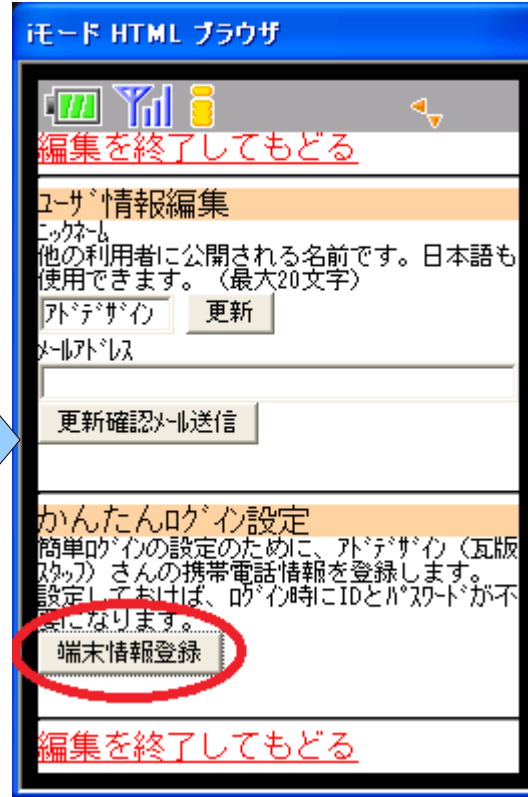 iモード HTML ブラウザ
編集を終了してもどる
ﾕｰｻﾞ情報編集
ﾆｯｸﾈｰﾑ
他の利用者に公開される名前です。日本語も
使用できます。（最大20文字）
ｱﾄﾞﾃﾞｻﾞｲﾝ 更新
ﾒｰﾙｱﾄﾞﾚｽ
更新確認ﾒｰﾙ送信
かんたんﾛｸﾞｲﾝ設定
簡単ﾛｸﾞｲﾝの設定のために、ｱﾄﾞﾃﾞｻﾞｲﾝ（瓦版
ｽﾀｯﾌ）さんの携帯電話情報を登録します。
設定しておけば、ﾛｸﾞｲﾝ時にIDとﾊﾟｽﾜｰﾄﾞが不
要になります。
端末情報登録
編集を終了してもどる